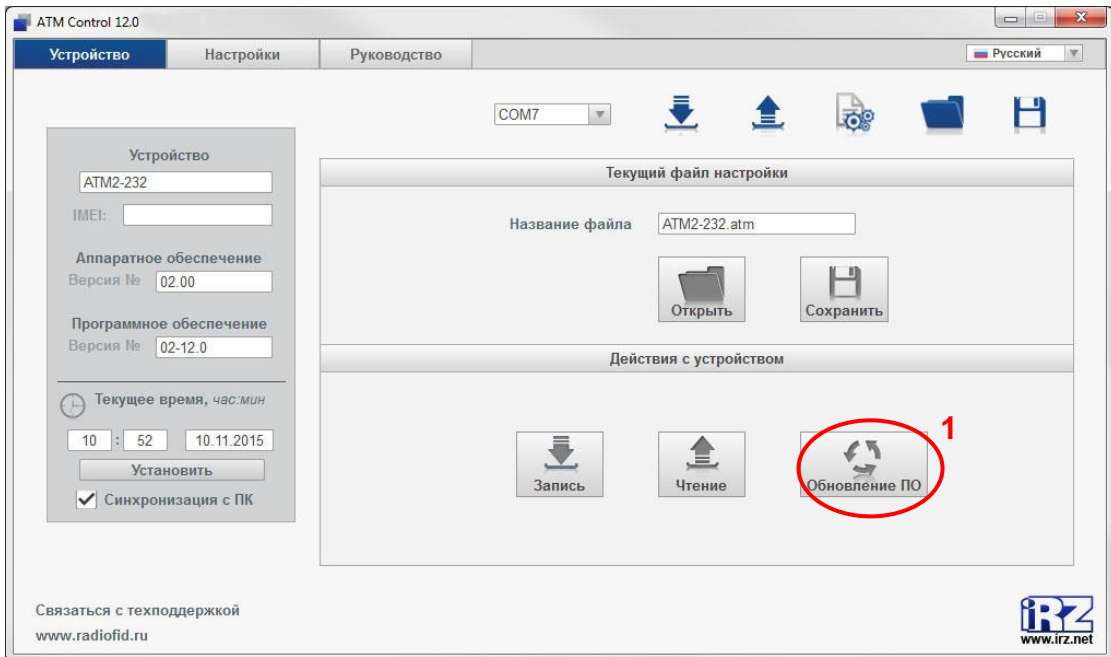 ATM Control 12.0
Устройство Настройки Руководство Русский
COM7
Устройство
ATM2-232
IMEI:
Аппаратное обеспечение
Версия № 02.00
Программное обеспечение
Версия № 02-12.0
Текущее время, час:мин
10 : 52 10.11.2015
Установить
Синхронизация с ПК
Текущий файл настройки
Название файла ATM2-232.atm
Открыть Сохранить
Действия с устройством
1
Запись Чтение Обновление ПО
Связаться с техподдержкой
www.radiofid.ru
iRZ
www.irz.net